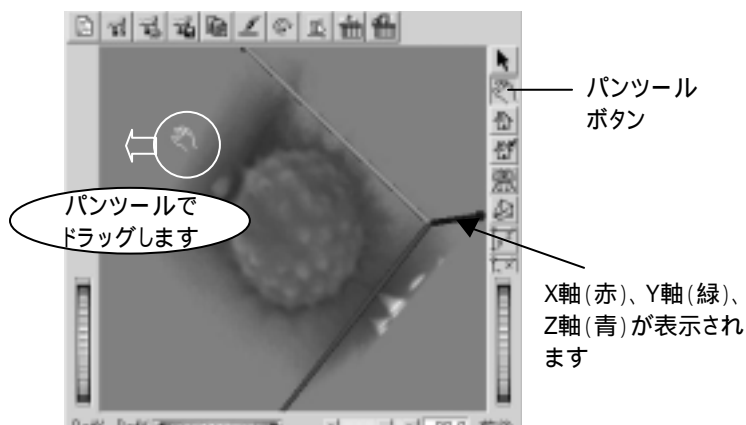 パンツール
ボタン
パンツールで
ドラッグします
X軸(赤)、Y軸(緑)、
Z軸(青)が表示され
ます